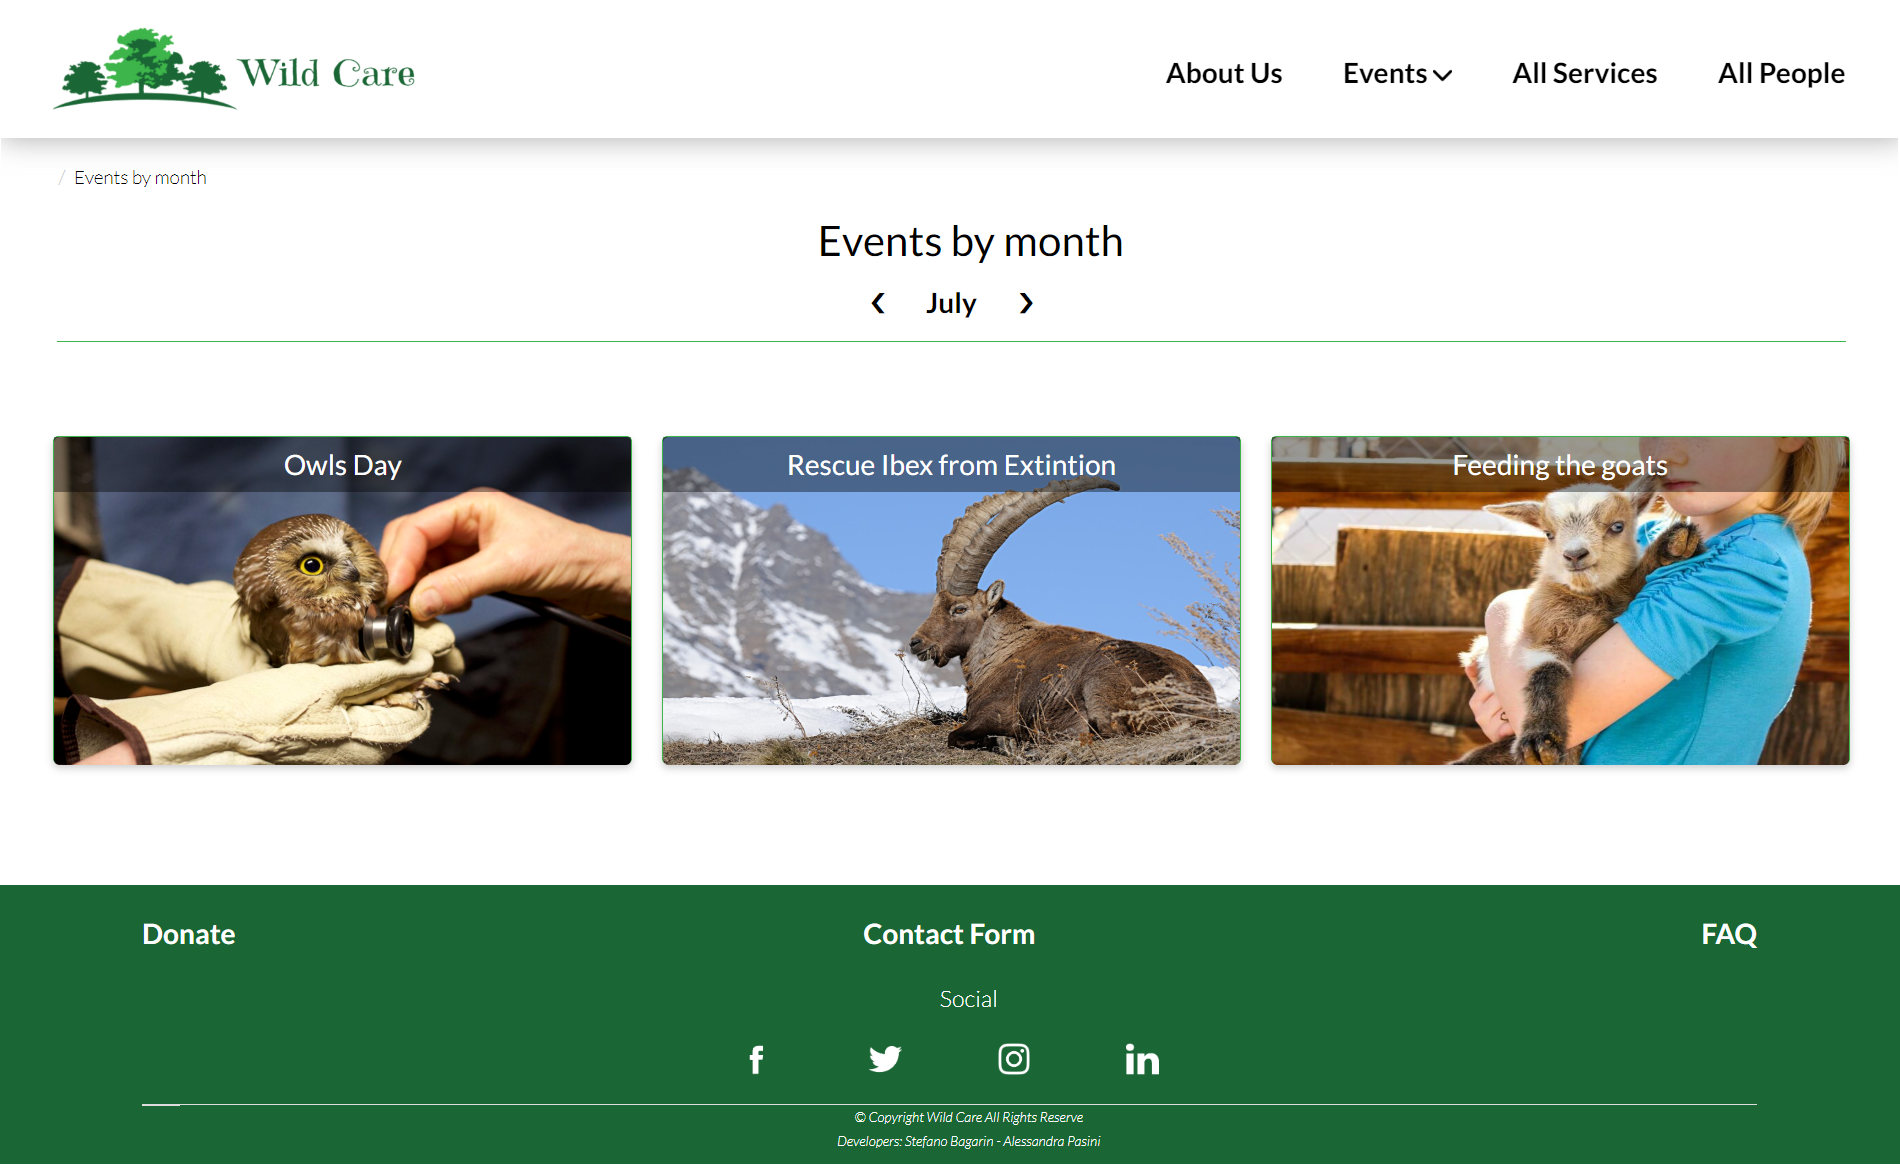 Wild Care
About Us
Events
All Services
All People
/ Events by month
Events by month
❮ July ❯
Owls Day
Rescue Ibex from Extintion
Feeding the goats
Donate
Contact Form
FAQ
Social
© Copyright Wild Care All Rights Reserve
Developers: Stefano Bagarin - Alessandra Pasini